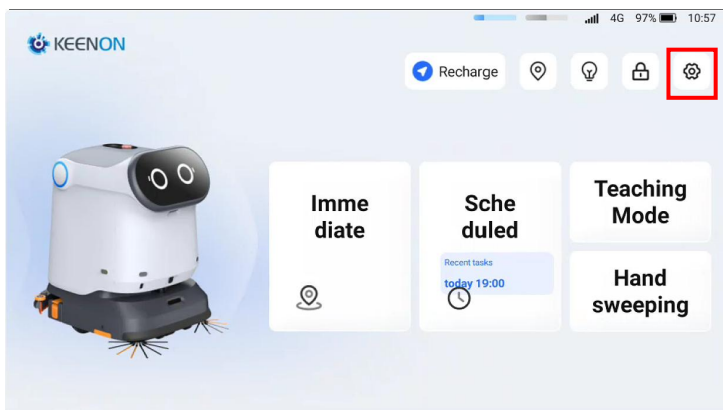 4G 97% 10:57
KEENON
Recharge
Imme
diate
Sche
duled
Recent tasks
today 19:00
Teaching
Mode
Hand
sweeping